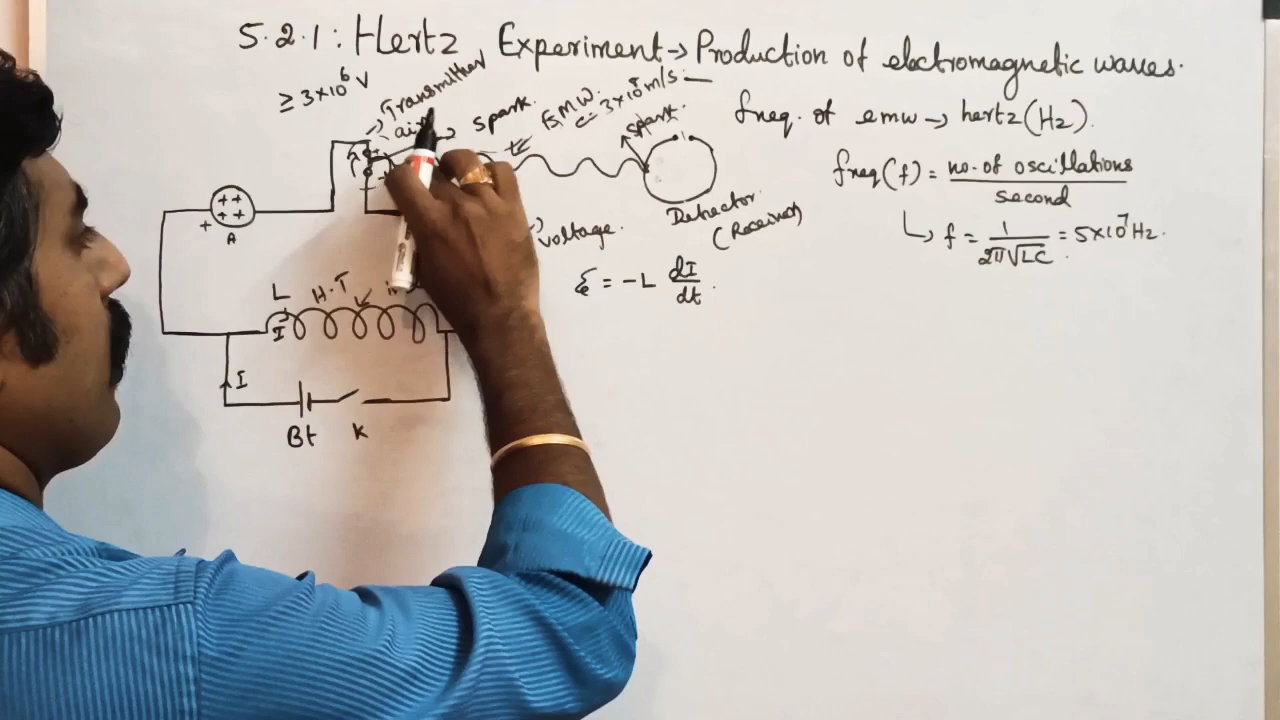 5.2.1: Hertz Experiment → Production of electromagnetic waves.
≥ 3×10⁶ V
Transmitter
air
spark.
EMW.
= 3×10⁸ m/s
spark.
freq. of emw → hertz (Hz).
freq (f) = no. of oscillations / second
f = 1 / 2π√LC = 5×10⁷ Hz.
Detector
(Receiver)
voltage.
ξ = -L dI/dt.
+ +
+ +
+
A
L
H.T
I
I
Bt
K